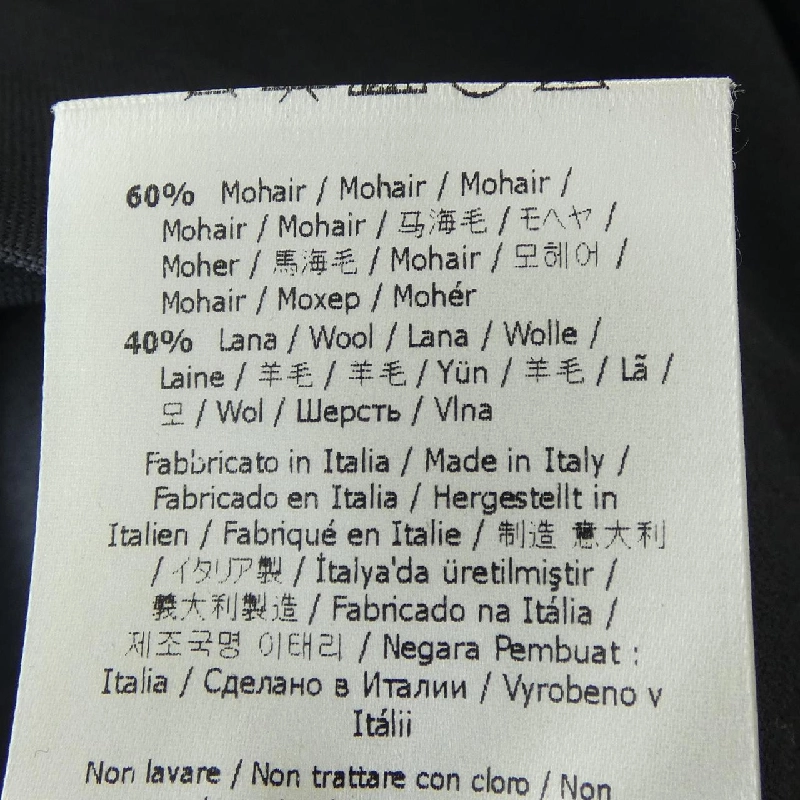 60% Mohair / Mohair / Mohair /
Mohair / Mohair / 马海毛 / モヘヤ /
Moher / 馬海毛 / Mohair / 모헤어 /
Mohair / Мохер / Mohér
40% Lana / Wool / Lana / Wolle /
Laine / 羊毛 / 羊毛 / Yün / 羊毛 / Lã /
모 / Wol / Шерсть / Vlna
Fabbricato in Italia / Made in Italy /
Fabricado en Italia / Hergestellt in
Italien / Fabriqué en Italie / 制造 意大利
/ イタリア製 / İtalya'da üretilmiştir /
義大利製造 / Fabricado na Itália /
제조국명 이태리 / Negara Pembuat :
Italia / Сделано в Италии / Vyrobeno v
Itálii
Non lavare / Non trattare con cloro / Non